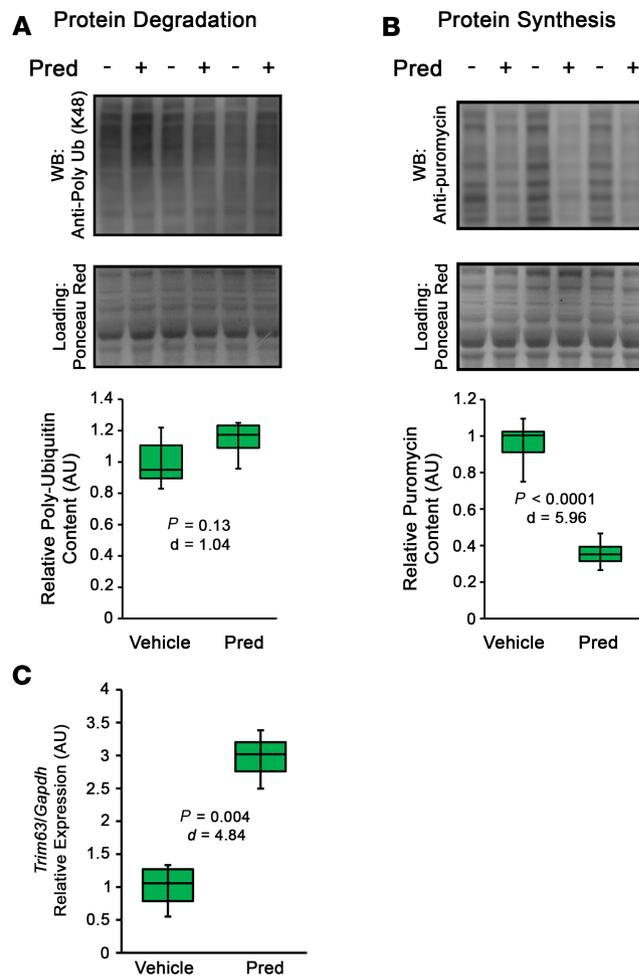 A Protein Degradation
Pred - + - + - +
WB:
Anti-Poly Ub (K48)
Loading:
Ponceau Red
Relative Poly-Ubiquitin
Content (AU)
1.4
1.2
1
0.8
0.6
0.4
0.2
0
P = 0.13
d = 1.04
Vehicle Pred
B Protein Synthesis
Pred - + - + - +
WB:
Anti-puromycin
Loading:
Ponceau Red
Relative Puromycin
Content (AU)
1.2
1
0.8
0.6
0.4
0.2
0
P < 0.0001
d = 5.96
Vehicle Pred
C
Trim63/Gapdh
Relative Expression (AU)
4
3.5
3
2.5
2
1.5
1
0.5
0
P = 0.004
d = 4.84
Vehicle Pred